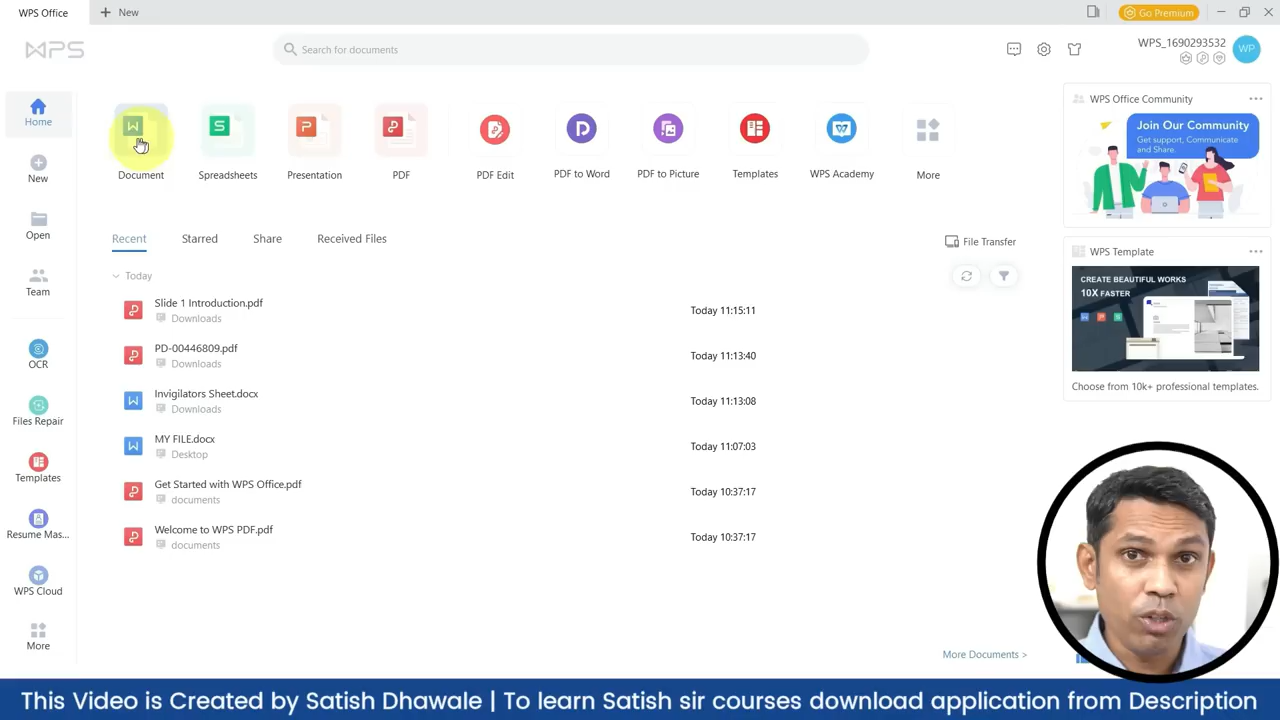 WPS Office
+ New
Go Premium
WPS
Search for documents
WPS_1690293532
WP
Home
New
Open
Team
OCR
Files Repair
Templates
Resume Mas...
WPS Cloud
More
Document
Spreadsheets
Presentation
PDF
PDF Edit
PDF to Word
PDF to Picture
Templates
WPS Academy
More
Recent
Starred
Share
Received Files
File Transfer
Today
Slide 1 Introduction.pdf
Downloads
Today 11:15:11
PD-00446809.pdf
Downloads
Today 11:13:40
Invigilators Sheet.docx
Downloads
Today 11:13:08
MY FILE.docx
Desktop
Today 11:07:03
Get Started with WPS Office.pdf
documents
Today 10:37:17
Welcome to WPS PDF.pdf
documents
Today 10:37:17
More Documents >
WPS Office Community
Join Our Community
Get support, Communicate
and Share.
WPS Template
CREATE BEAUTIFUL WORKS
10X FASTER
Choose from 10k+ professional templates.
This Video is Created by Satish Dhawale | To learn Satish sir courses download application from Description